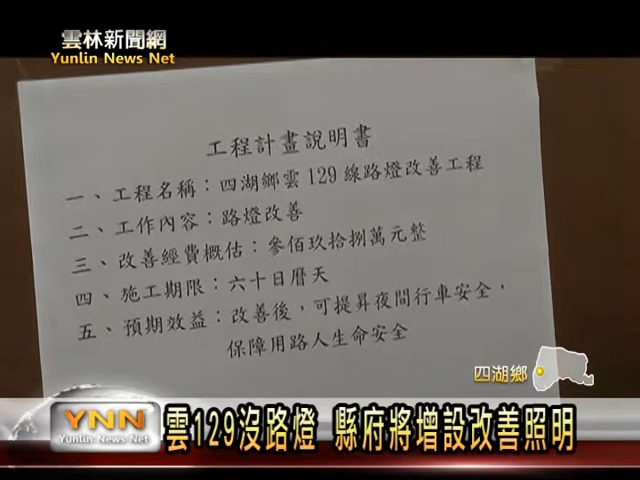 雲林新聞網
Yunlin News Net
工程計畫說明書
一、工程名稱：四湖鄉雲129線路燈改善工程
二、工作內容：路燈改善
三、改善經費概估：參佰玖拾捌萬元整
四、施工期限：六十日曆天
五、預期效益：改善後，可提昇夜間行車安全，
保障用路人生命安全
四湖鄉
YNN
Yunlin News Net
雲129沒路燈 縣府將增設改善照明